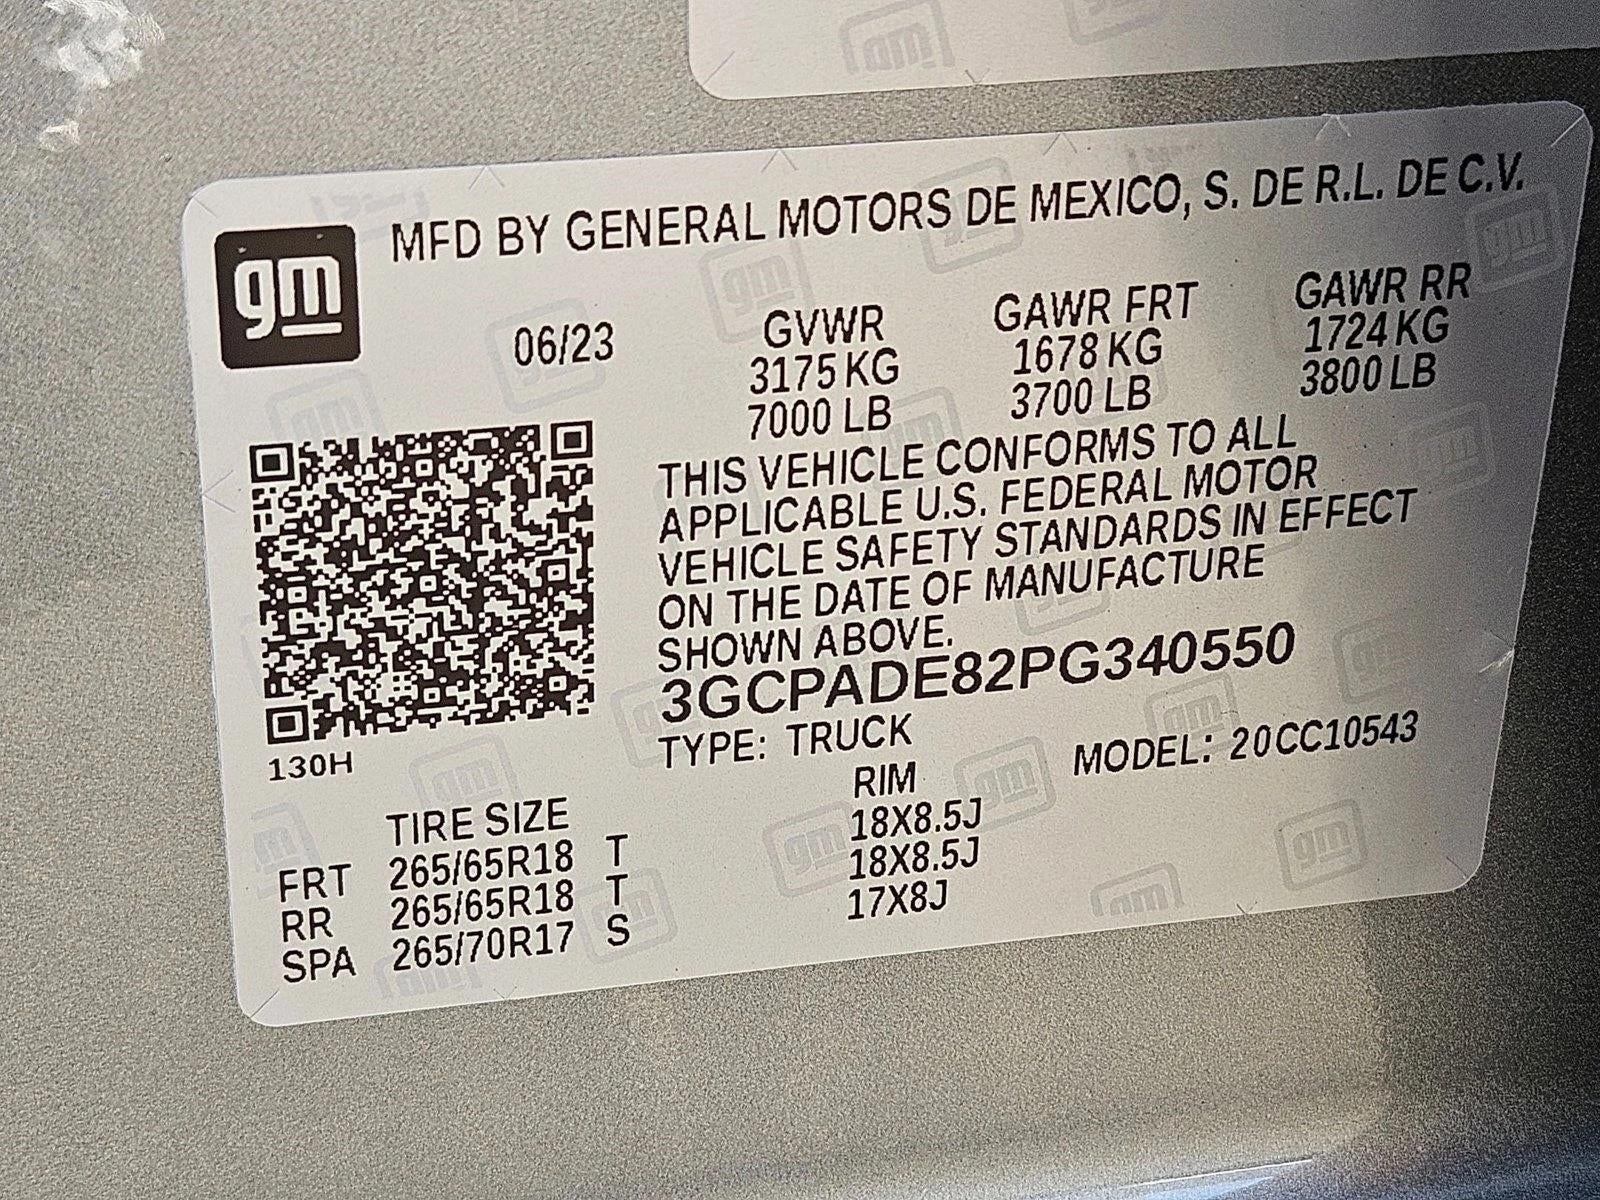 gm
MFD BY GENERAL MOTORS DE MEXICO, S. DE R.L. DE C.V.
06/23
GVWR GAWR FRT GAWR RR
3175 KG 1678 KG 1724 KG
7000 LB 3700 LB 3800 LB
THIS VEHICLE CONFORMS TO ALL
APPLICABLE U.S. FEDERAL MOTOR
VEHICLE SAFETY STANDARDS IN EFFECT
ON THE DATE OF MANUFACTURE
SHOWN ABOVE.
3GCPADE82PG340550
TYPE: TRUCK MODEL: 20CC10543
130H
TIRE SIZE RIM
FRT 265/65R18 T 18X8.5J
RR 265/65R18 T 18X8.5J
SPA 265/70R17 S 17X8J